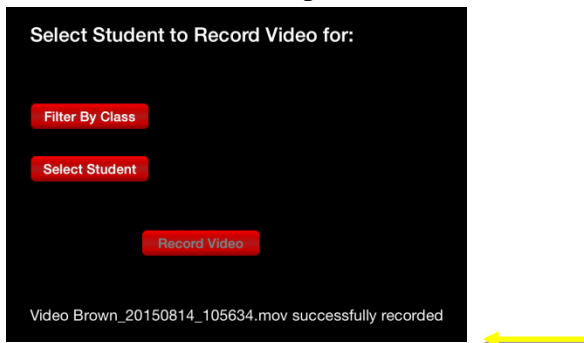 Select Student to Record Video for:
Filter By Class
Select Student
Record Video
Video Brown_20150814_105634.mov successfully recorded